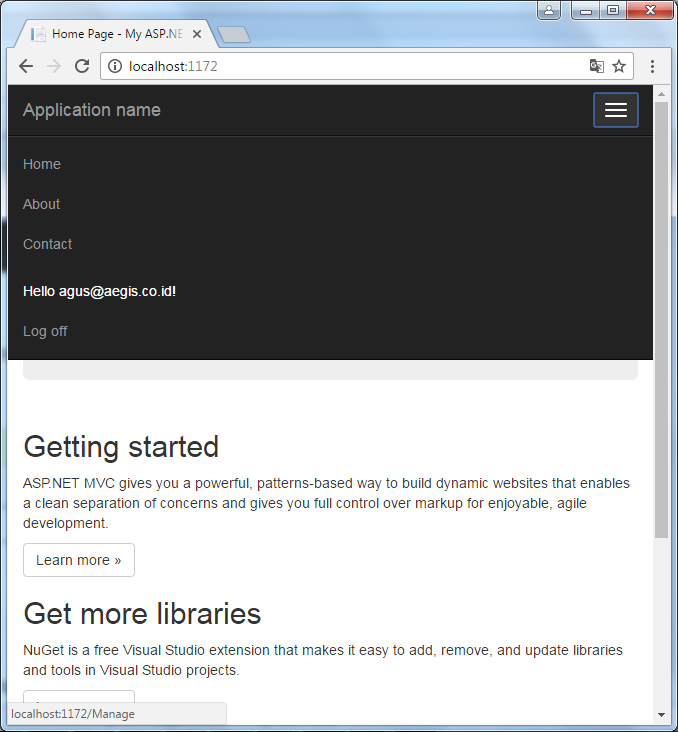 Home Page - My ASP.NE
localhost:1172
Application name
Home
About
Contact
Hello agus@aegis.co.id!
Log off
Getting started
ASP.NET MVC gives you a powerful, patterns-based way to build dynamic websites that enables
a clean separation of concerns and gives you full control over markup for enjoyable, agile
development.
Learn more »
Get more libraries
NuGet is a free Visual Studio extension that makes it easy to add, remove, and update libraries
and tools in Visual Studio projects.
localhost:1172/Manage